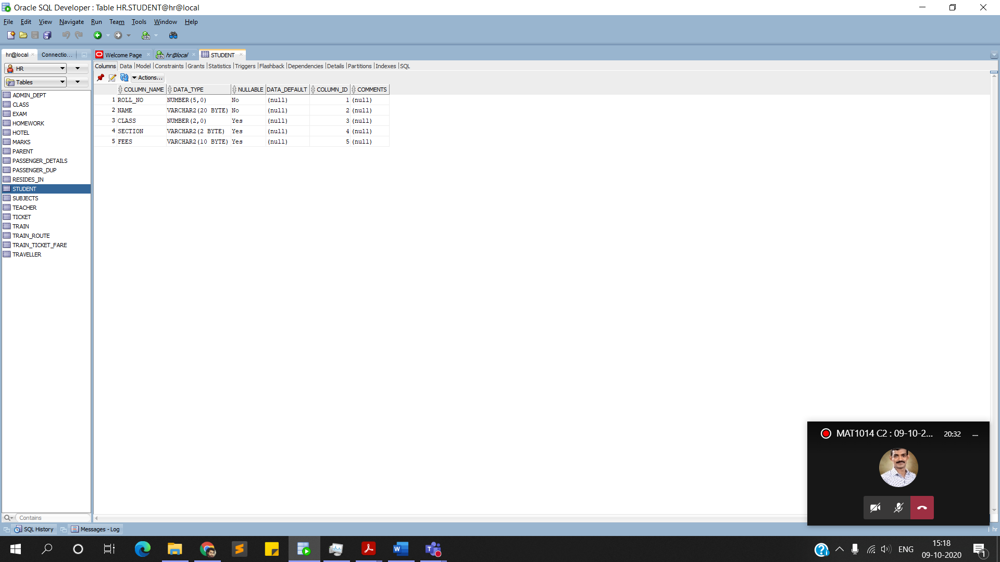 Oracle SQL Developer : Table HR.STUDENT@hr@local
File Edit View Navigate Run Team Tools Window Help
hr@local Connectio... Welcome Page hr@local STUDENT
HR
Tables
Columns Data Model Constraints Grants Statistics Triggers Flashback Dependencies Details Partitions Indexes SQL
Actions...
COLUMN_NAME DATA_TYPE NULLABLE DATA_DEFAULT COLUMN_ID COMMENTS
1 ROLL_NO NUMBER(5,0) No (null) 1 (null)
2 NAME VARCHAR2(20 BYTE) No (null) 2 (null)
3 CLASS NUMBER(2,0) Yes (null) 3 (null)
4 SECTION VARCHAR2(2 BYTE) Yes (null) 4 (null)
5 FEES VARCHAR2(10 BYTE) Yes (null) 5 (null)
ADMIN_DEPT
CLASS
EXAM
HOMEWORK
HOTEL
MARKS
PARENT
PASSENGER_DETAILS
PASSENGER_DUP
RESIDES_IN
STUDENT
SUBJECTS
TEACHER
TICKET
TRAIN
TRAIN_ROUTE
TRAIN_TICKET_FARE
TRAVELLER
MAT1014 C2 : 09-10-2... 20:32
Contains
SQL History Messages - Log
hr
ENG
15:18
09-10-2020
1